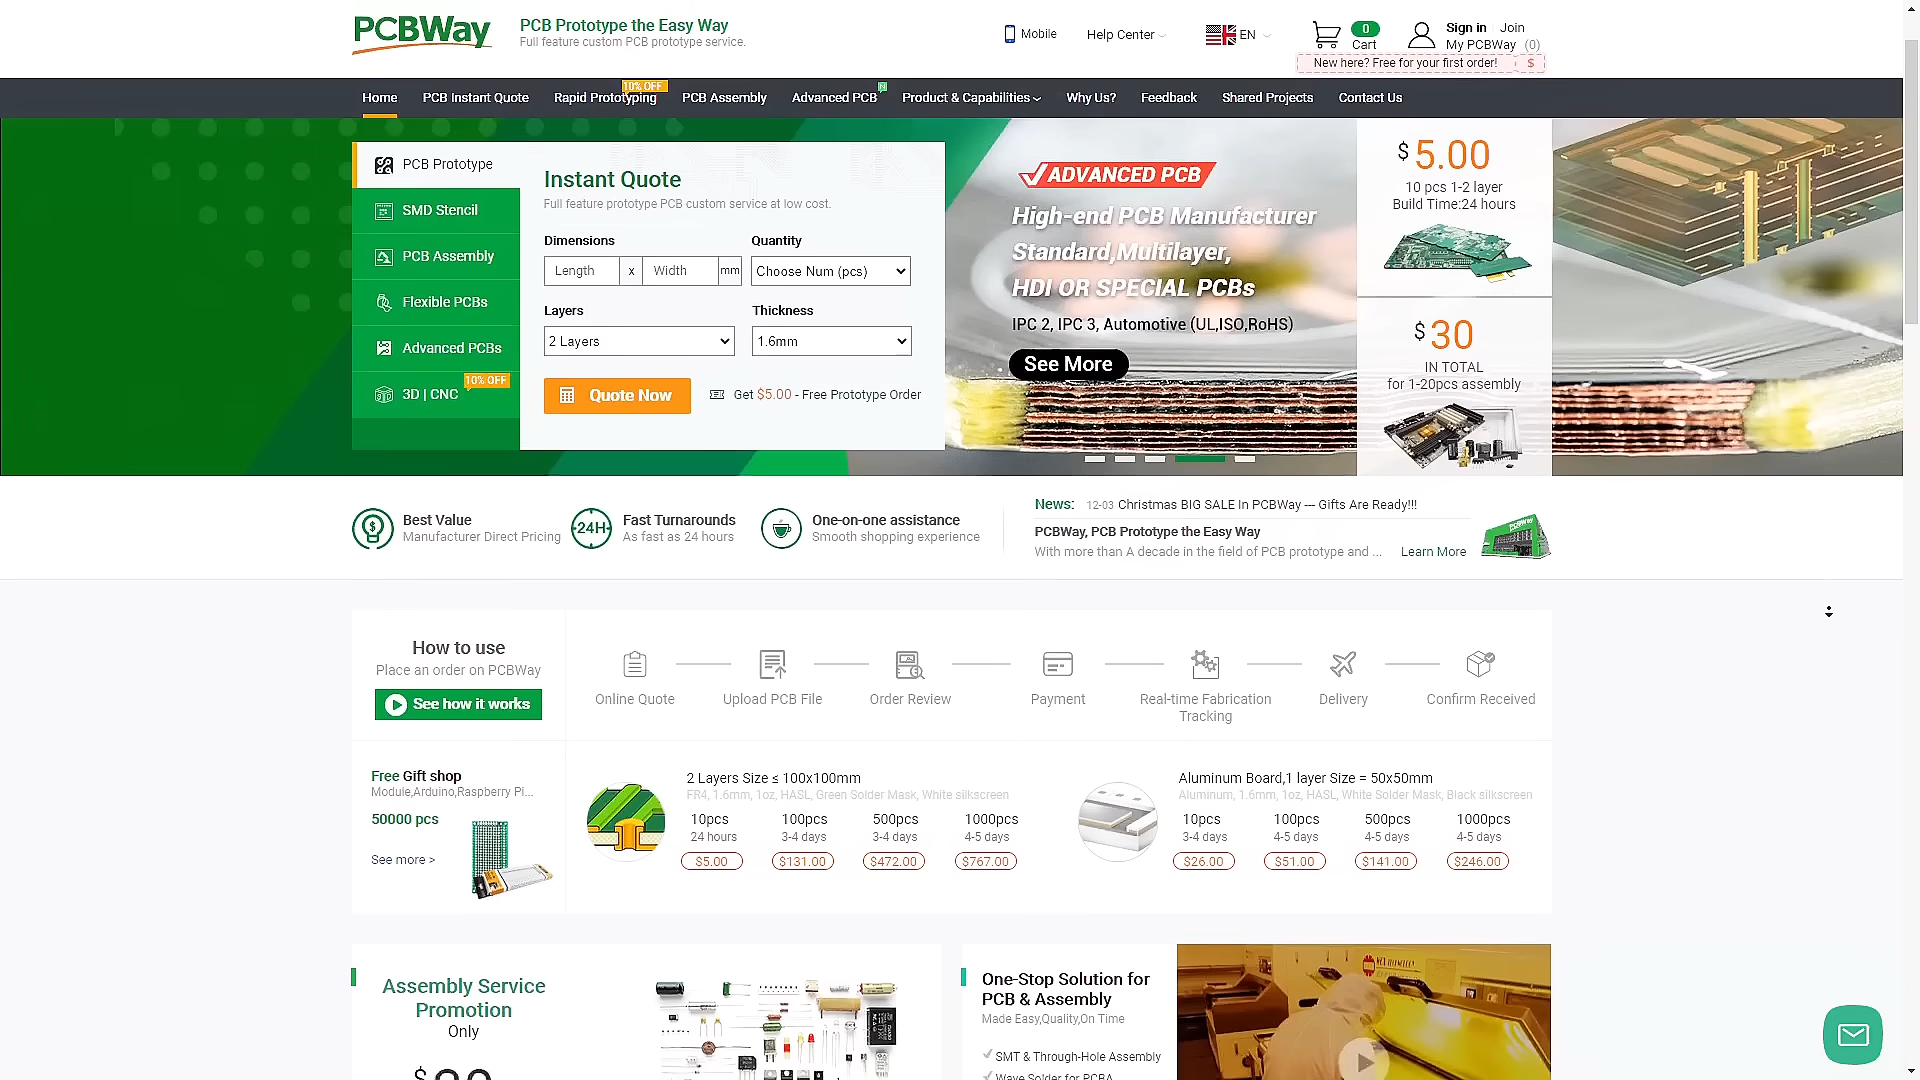 PCBWay
PCB Prototype the Easy Way
Full feature custom PCB prototype service.
Mobile
Help Center
EN
0
Cart
Sign in
Join
My PCBWay (0)
New here? Free for your first order! $
Home
PCB Instant Quote
10% OFF
Rapid Prototyping
PCB Assembly
Advanced PCB
Product & Capabilities
Why Us?
Feedback
Shared Projects
Contact Us
PCB Prototype
SMD Stencil
PCB Assembly
Flexible PCBs
Advanced PCBs
10% OFF
3D | CNC
Instant Quote
Full feature prototype PCB custom service at low cost.
Dimensions
Quantity
Length x Width mm
Choose Num (pcs)
Layers
Thickness
2 Layers
1.6mm
Quote Now
Get $5.00 - Free Prototype Order
ADVANCED PCB
High-end PCB Manufacturer
Standard,Multilayer,
HDI OR SPECIAL PCBs
IPC 2, IPC 3, Automotive (UL,ISO,RoHS)
See More
$ 5.00
10 pcs 1-2 layer
Build Time:24 hours
$ 30
IN TOTAL
for 1-20pcs assembly
Best Value
Manufacturer Direct Pricing
24H
Fast Turnarounds
As fast as 24 hours
One-on-one assistance
Smooth shopping experience
News: 12-03 Christmas BIG SALE In PCBWay --- Gifts Are Ready!!!
PCBWay, PCB Prototype the Easy Way
With more than A decade in the field of PCB prototype and ... Learn More
PCBWay
How to use
Place an order on PCBWay
See how it works
Online Quote
Upload PCB File
Order Review
Payment
Real-time Fabrication
Tracking
Delivery
Confirm Received
Free Gift shop
Module,Arduino,Raspberry Pi...
50000 pcs
See more >
2 Layers Size ≤ 100x100mm
FR4, 1.6mm, 1oz, HASL, Green Solder Mask, White silkscreen
10pcs 100pcs 500pcs 1000pcs
24 hours 3-4 days 3-4 days 4-5 days
$5.00 $131.00 $472.00 $767.00
Aluminum Board,1 layer Size = 50x50mm
Aluminum, 1.6mm, 1oz, HASL, White Solder Mask, Black silkscreen
10pcs 100pcs 500pcs 1000pcs
3-4 days 4-5 days 4-5 days 4-5 days
$26.00 $51.00 $141.00 $246.00
Assembly Service
Promotion
Only
One-Stop Solution for
PCB & Assembly
Made Easy,Quality,On Time
SMT & Through-Hole Assembly
Wave Solder for PCBA